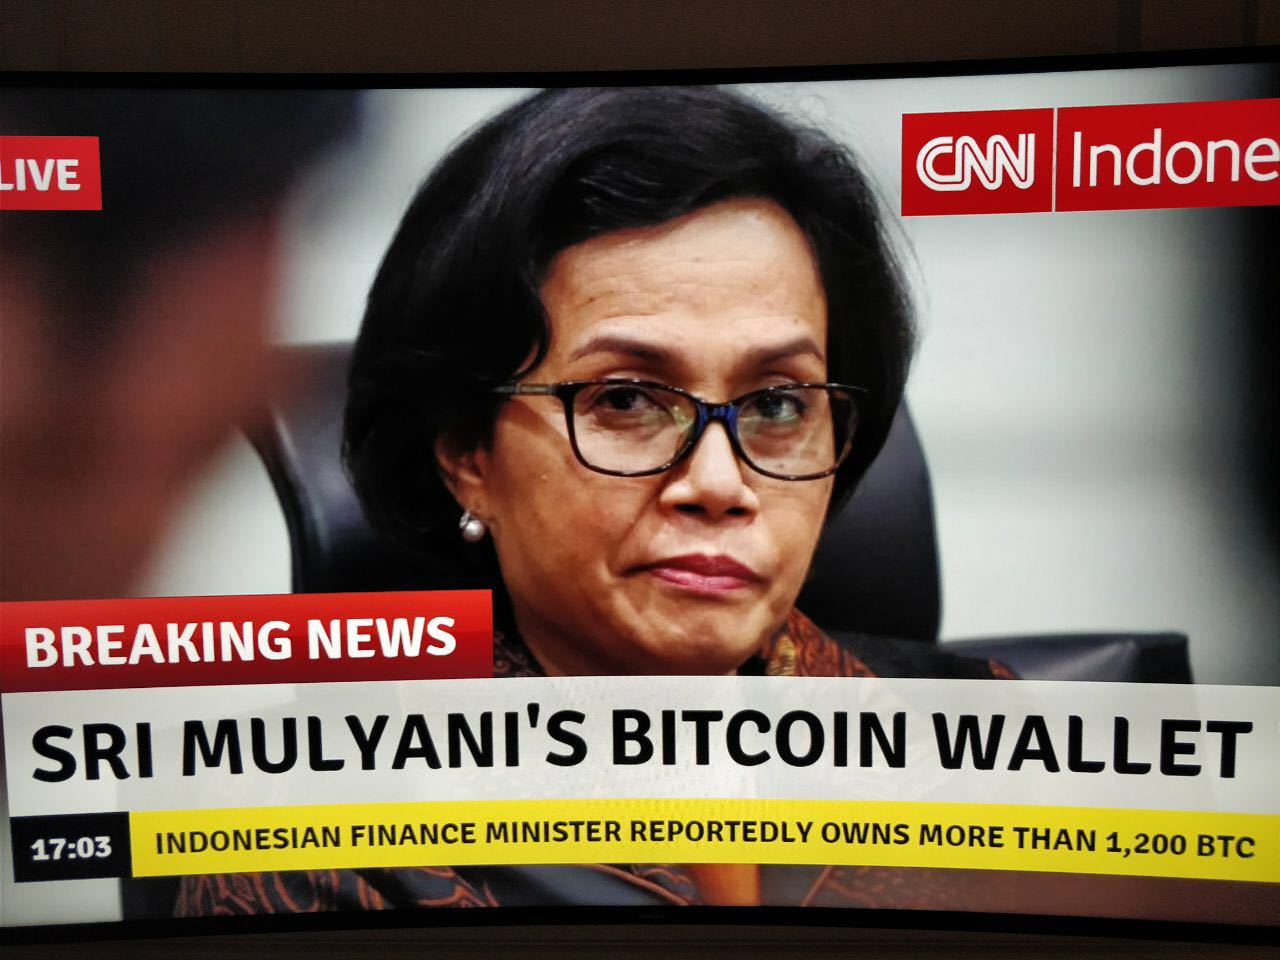 LIVE
CNN Indone
BREAKING NEWS
SRI MULYANI'S BITCOIN WALLET
17:03 INDONESIAN FINANCE MINISTER REPORTEDLY OWNS MORE THAN 1,200 BTC